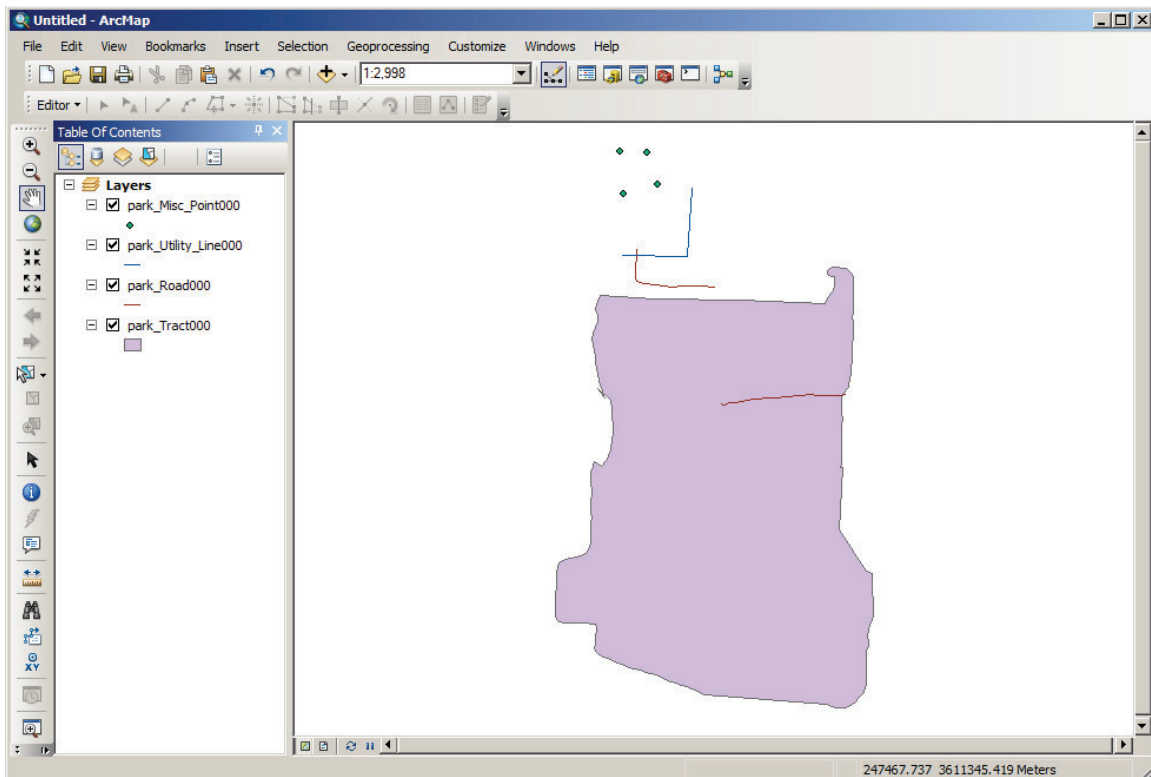 Untitled - ArcMap
File Edit View Bookmarks Insert Selection Geoprocessing Customize Windows Help
1:2,998
Editor
Table Of Contents
Layers
park_Misc_Point000
park_Utility_Line000
park_Road000
park_Tract000
XY
247467.737 3611345.419 Meters